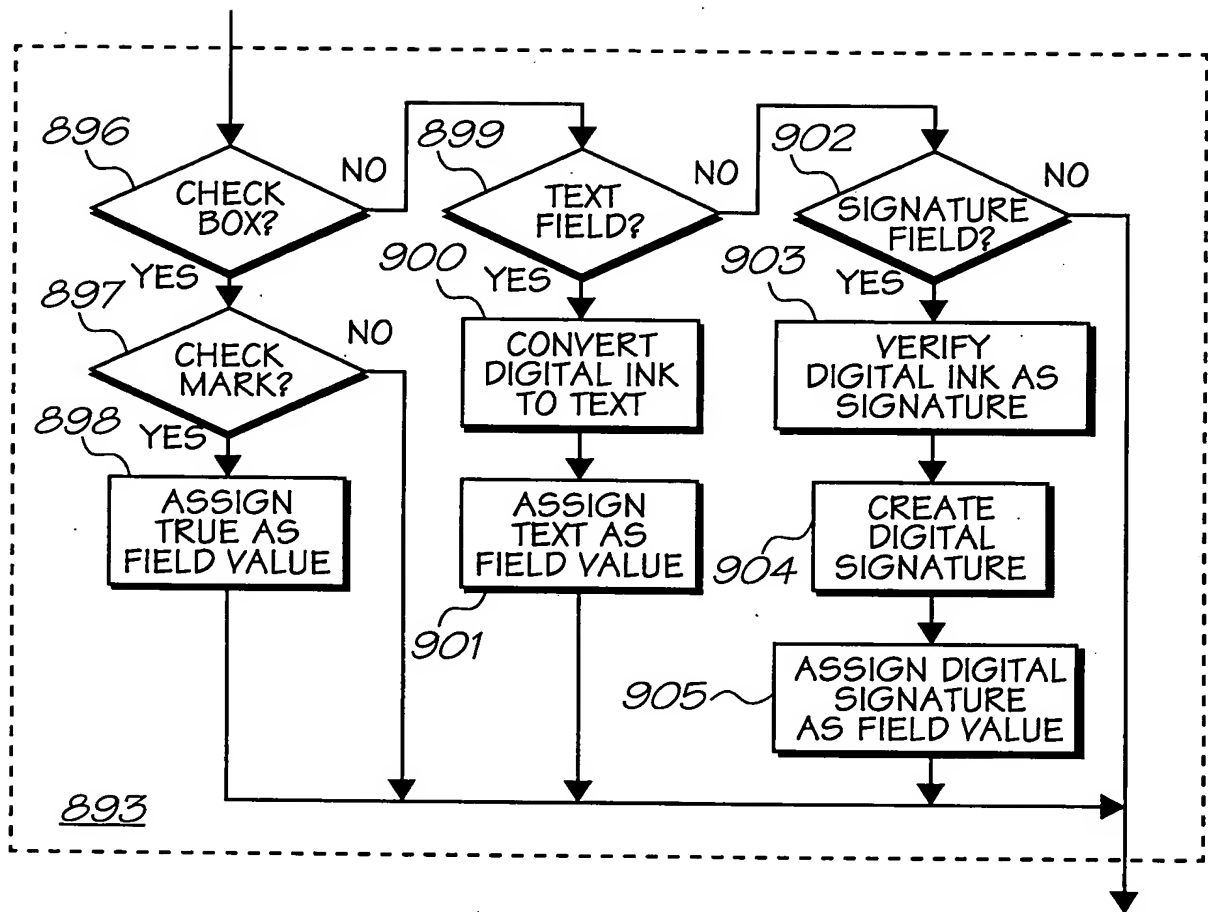 896
CHECK
BOX?
NO
YES
897
CHECK
MARK?
NO
YES
898
ASSIGN
TRUE AS
FIELD VALUE
899
TEXT
FIELD?
NO
YES
900
CONVERT
DIGITAL INK
TO TEXT
ASSIGN
TEXT AS
FIELD VALUE
901
902
SIGNATURE
FIELD?
NO
YES
903
VERIFY
DIGITAL INK AS
SIGNATURE
CREATE
DIGITAL
SIGNATURE
904
ASSIGN DIGITAL
SIGNATURE
AS FIELD VALUE
905
893